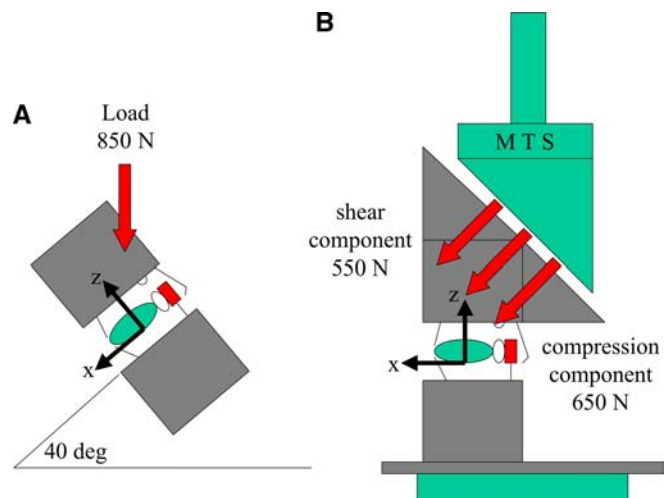 A
Load
850 N
z
x
40 deg
B
M T S
shear
component
550 N
z
x
compression
component
650 N